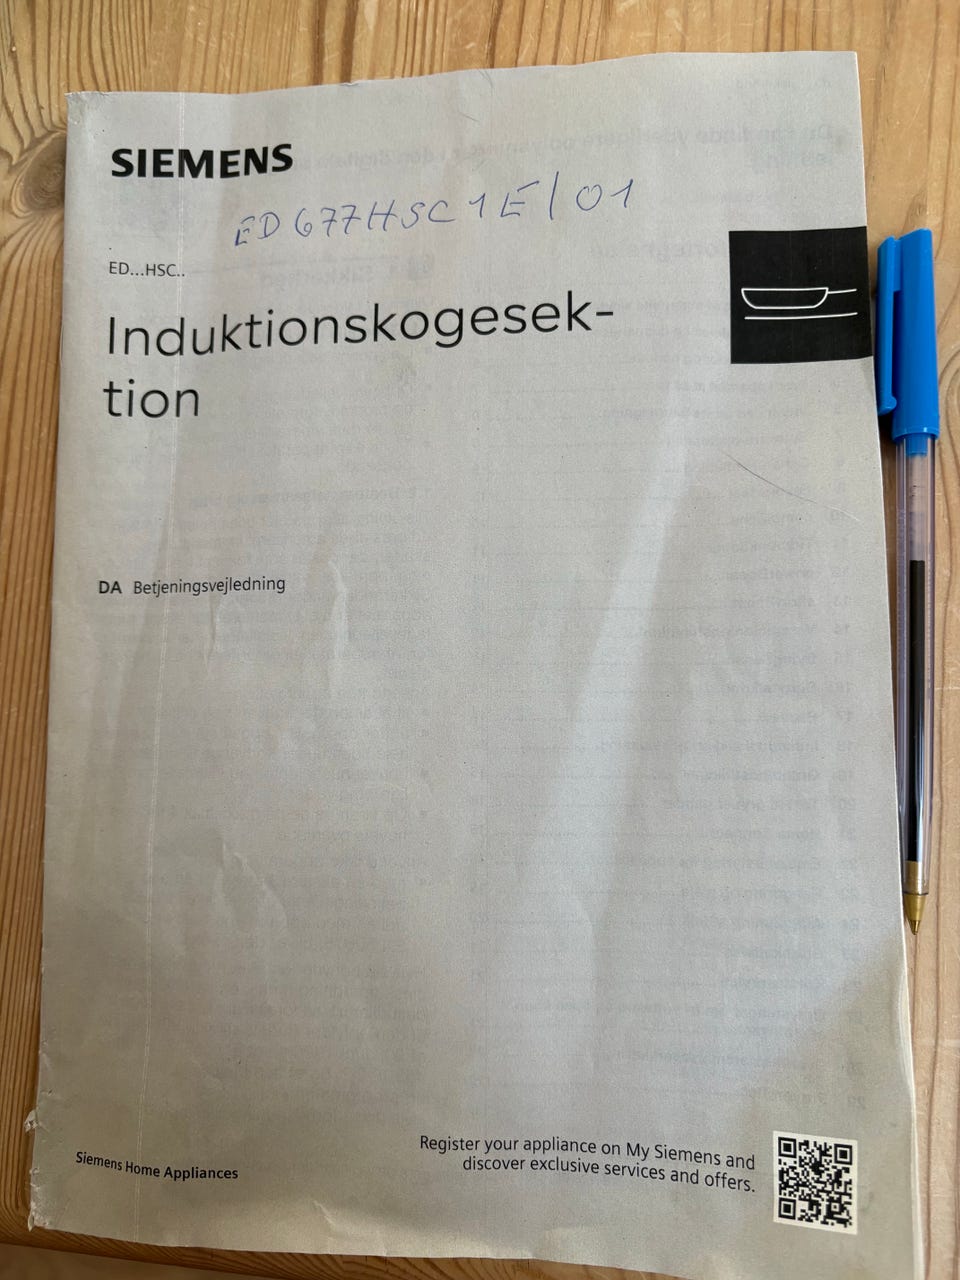 SIEMENS
ED677HSC1E/01
ED...HSC..
Induktionskogesek-
tion
DA Betjeningsvejledning
Register your appliance on My Siemens and
discover exclusive services and offers.
Siemens Home Appliances